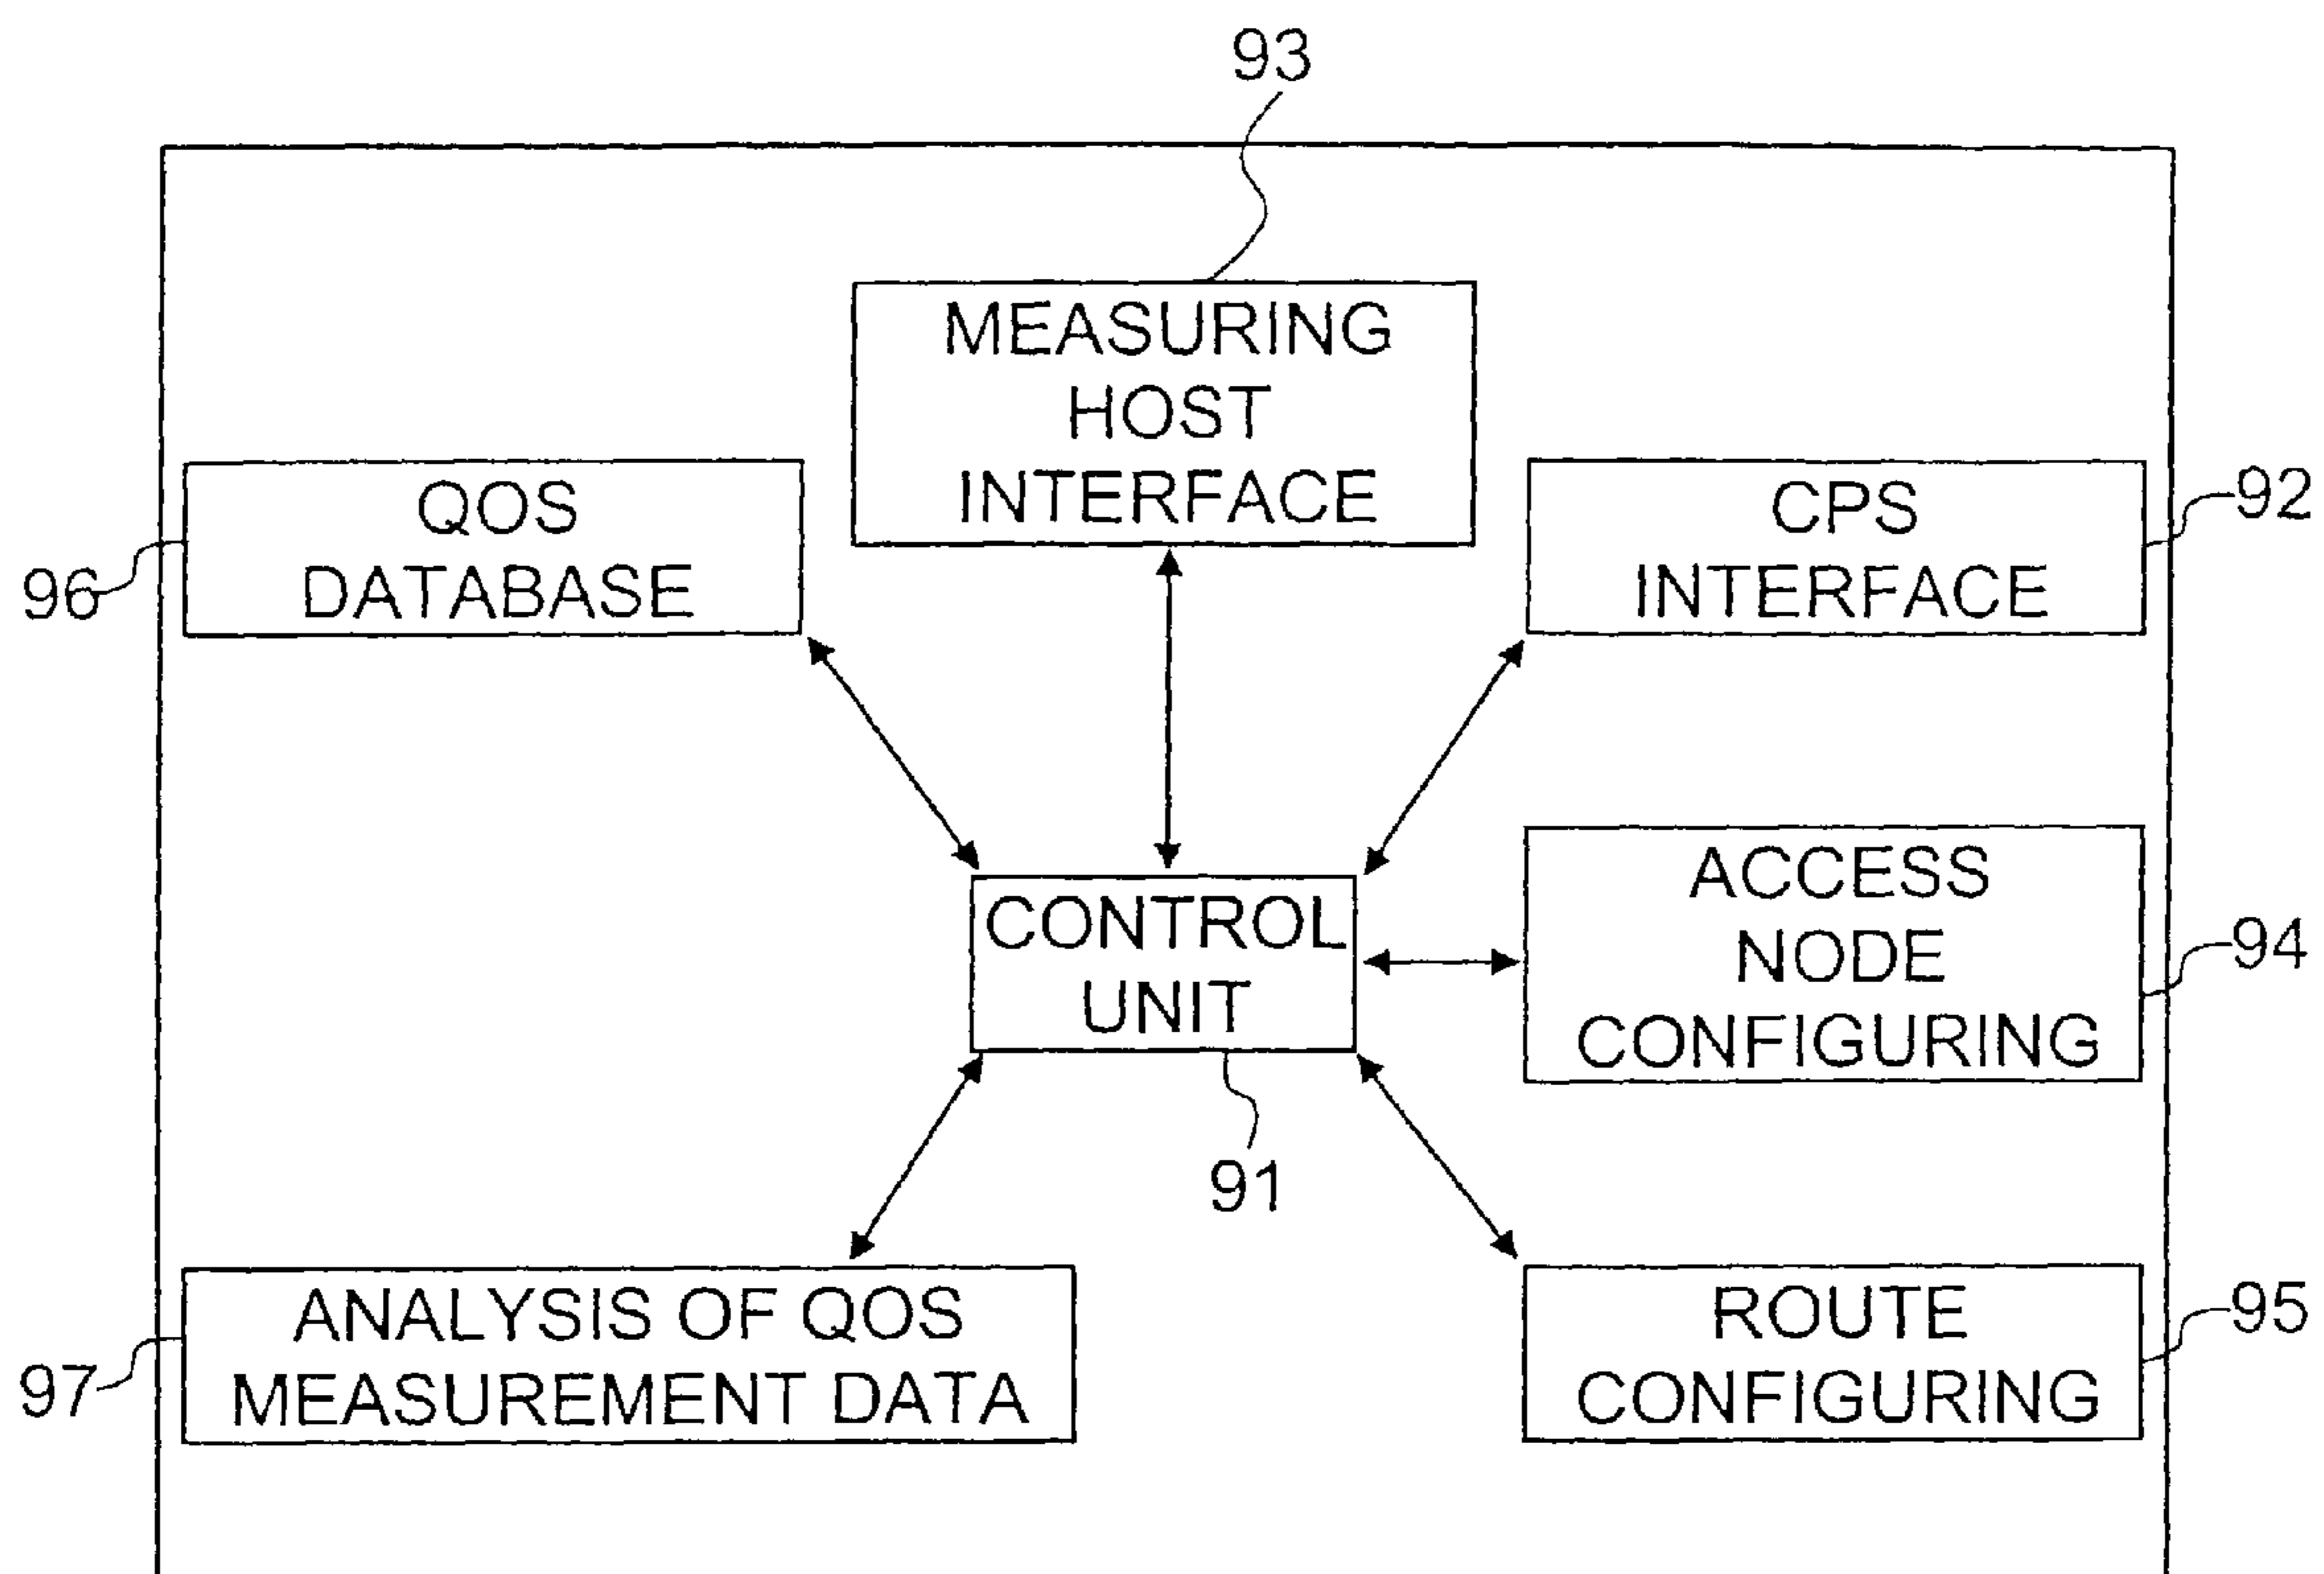 93
MEASURING
HOST
INTERFACE
QOS
DATABASE
96
CPS
INTERFACE
92
CONTROL
UNIT
91
ACCESS
NODE
CONFIGURING
94
ANALYSIS OF QOS
MEASUREMENT DATA
97
ROUTE
CONFIGURING
95